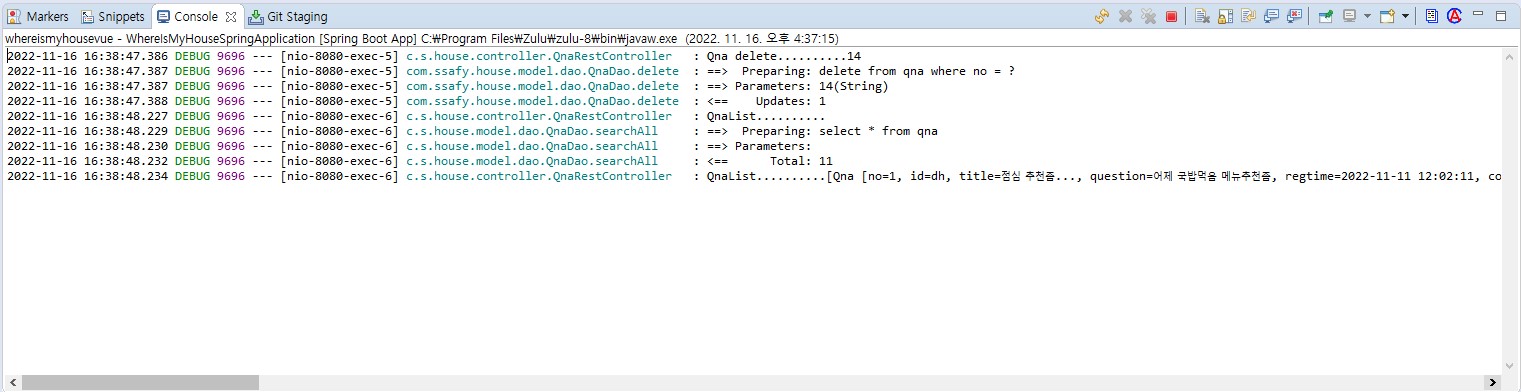 Markers Snippets Console Git Staging
whereismyhousevue - WhereIsMyHouseSpringApplication [Spring Boot App] C:₩Program Files₩Zulu₩zulu-8₩bin₩javaw.exe (2022. 11. 16. 오후 4:37:15)
2022-11-16 16:38:47.386 DEBUG 9696 --- [nio-8080-exec-5] c.s.house.controller.QnaRestController : Qna delete..........14
2022-11-16 16:38:47.387 DEBUG 9696 --- [nio-8080-exec-5] com.ssafy.house.model.dao.QnaDao.delete : ==> Preparing: delete from qna where no = ?
2022-11-16 16:38:47.387 DEBUG 9696 --- [nio-8080-exec-5] com.ssafy.house.model.dao.QnaDao.delete : ==> Parameters: 14(String)
2022-11-16 16:38:47.388 DEBUG 9696 --- [nio-8080-exec-5] com.ssafy.house.model.dao.QnaDao.delete : <== Updates: 1
2022-11-16 16:38:48.227 DEBUG 9696 --- [nio-8080-exec-6] c.s.house.controller.QnaRestController : QnaList..........
2022-11-16 16:38:48.229 DEBUG 9696 --- [nio-8080-exec-6] c.s.house.model.dao.QnaDao.searchAll : ==> Preparing: select * from qna
2022-11-16 16:38:48.230 DEBUG 9696 --- [nio-8080-exec-6] c.s.house.model.dao.QnaDao.searchAll : ==> Parameters:
2022-11-16 16:38:48.232 DEBUG 9696 --- [nio-8080-exec-6] c.s.house.model.dao.QnaDao.searchAll : <== Total: 11
2022-11-16 16:38:48.234 DEBUG 9696 --- [nio-8080-exec-6] c.s.house.controller.QnaRestController : QnaList..........[Qna [no=1, id=dh, title=점심 추천좀..., question=어제 국밥먹음 메뉴추천좀, regtime=2022-11-11 12:02:11, co